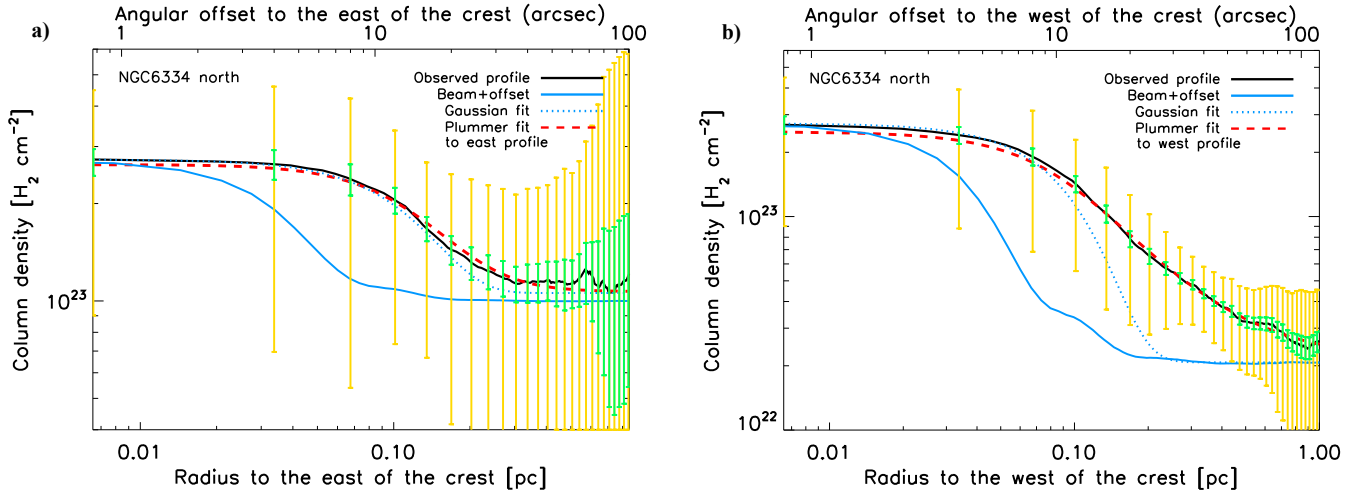 a)
Angular offset to the east of the crest (arcsec)
1 10 100
NGC6334 north
Observed profile
Beam+offset
Gaussian fit
Plummer fit
to east profile
Column density [H2 cm−2]
10^23
0.01 0.10
Radius to the east of the crest [pc]
b)
Angular offset to the west of the crest (arcsec)
1 10 100
NGC6334 north
Observed profile
Beam+offset
Gaussian fit
Plummer fit
to west profile
Column density [H2 cm−2]
10^23
10^22
0.01 0.10 1.00
Radius to the west of the crest [pc]